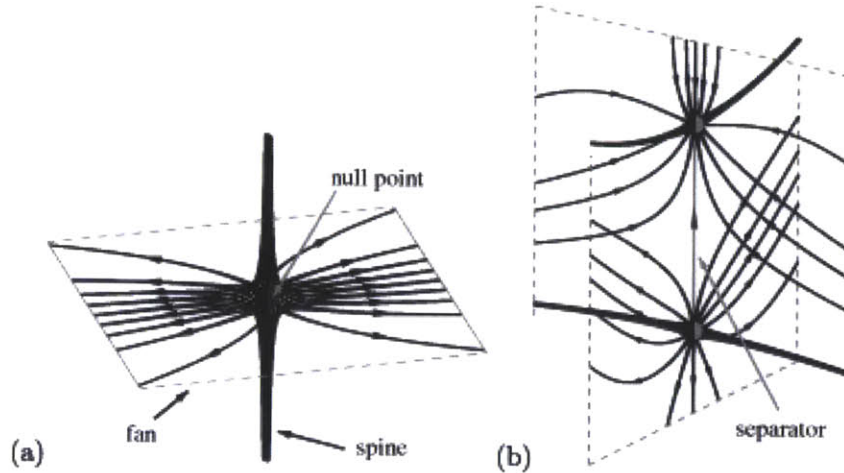 null point
fan
spine
(a)
separator
(b)